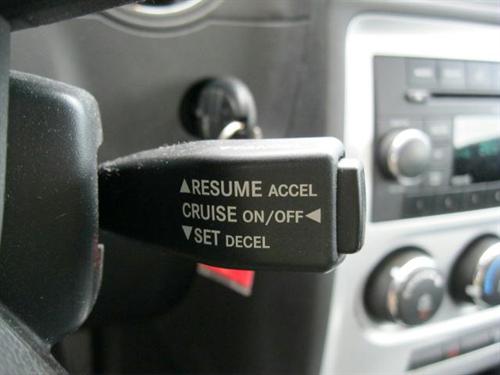 ▲RESUME ACCEL
CRUISE ON/OFF◄
▼SET DECEL